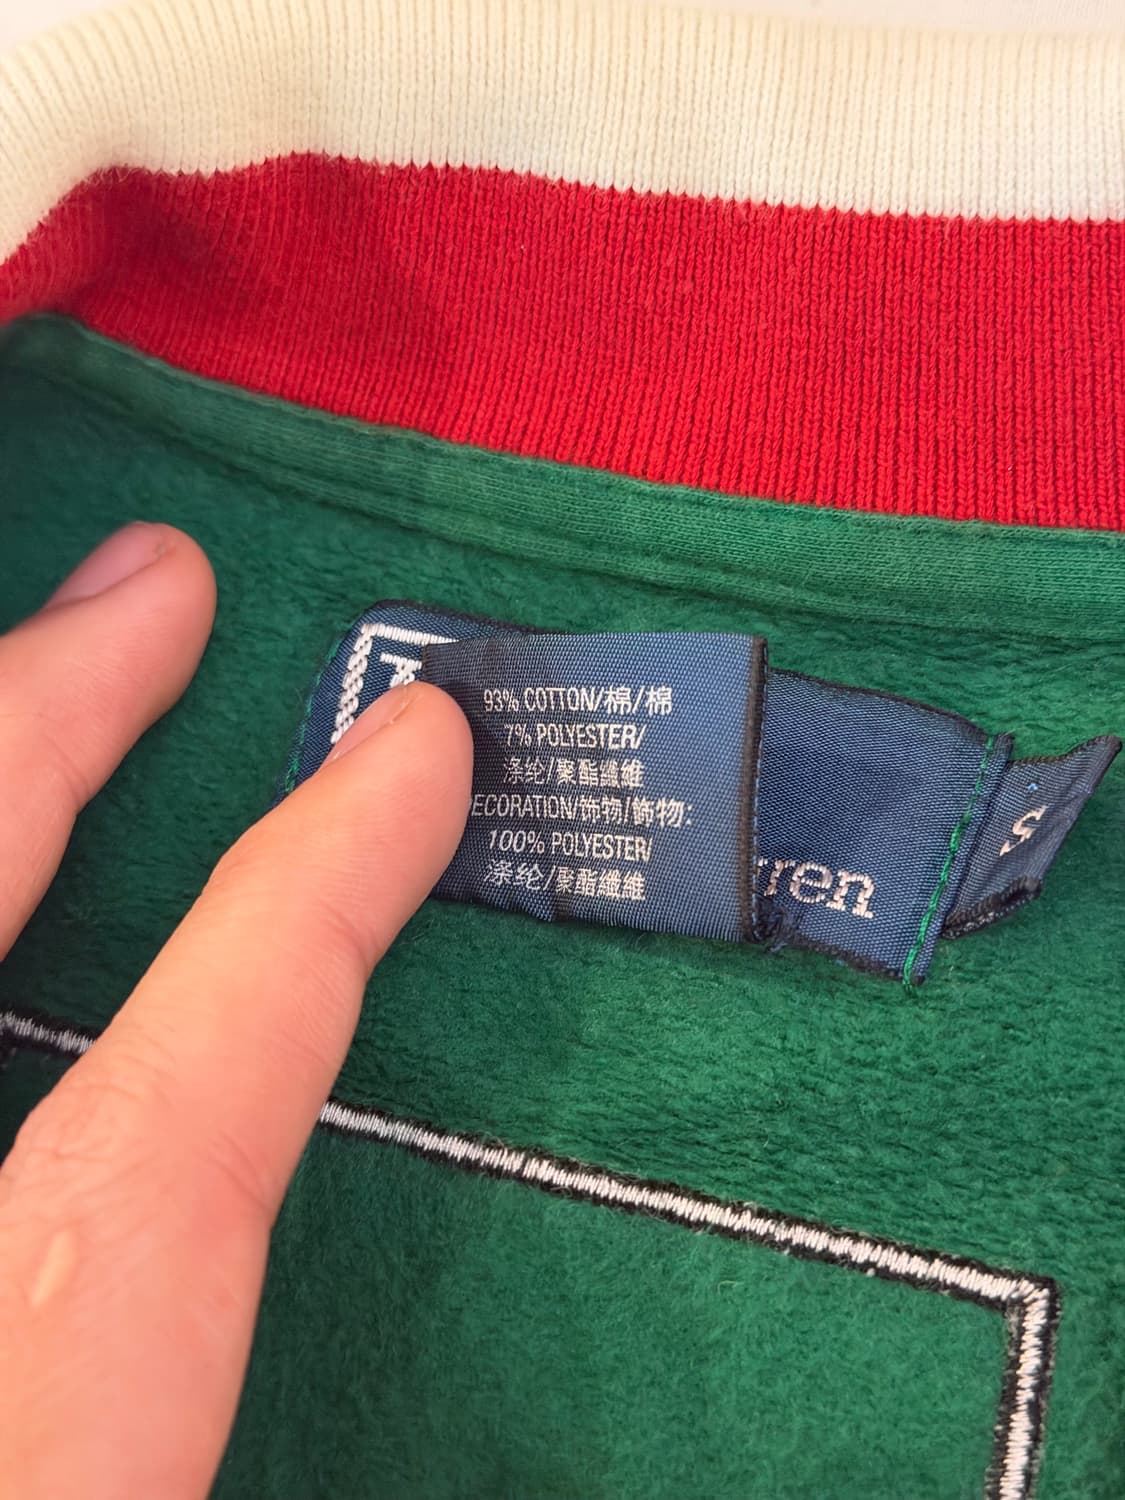 93% COTTON/棉/棉
7% POLYESTER/
涤纶/聚酯纖維
ECORATION/饰物/飾物:
100% POLYESTER/
涤纶/聚酯纖維
rren
S